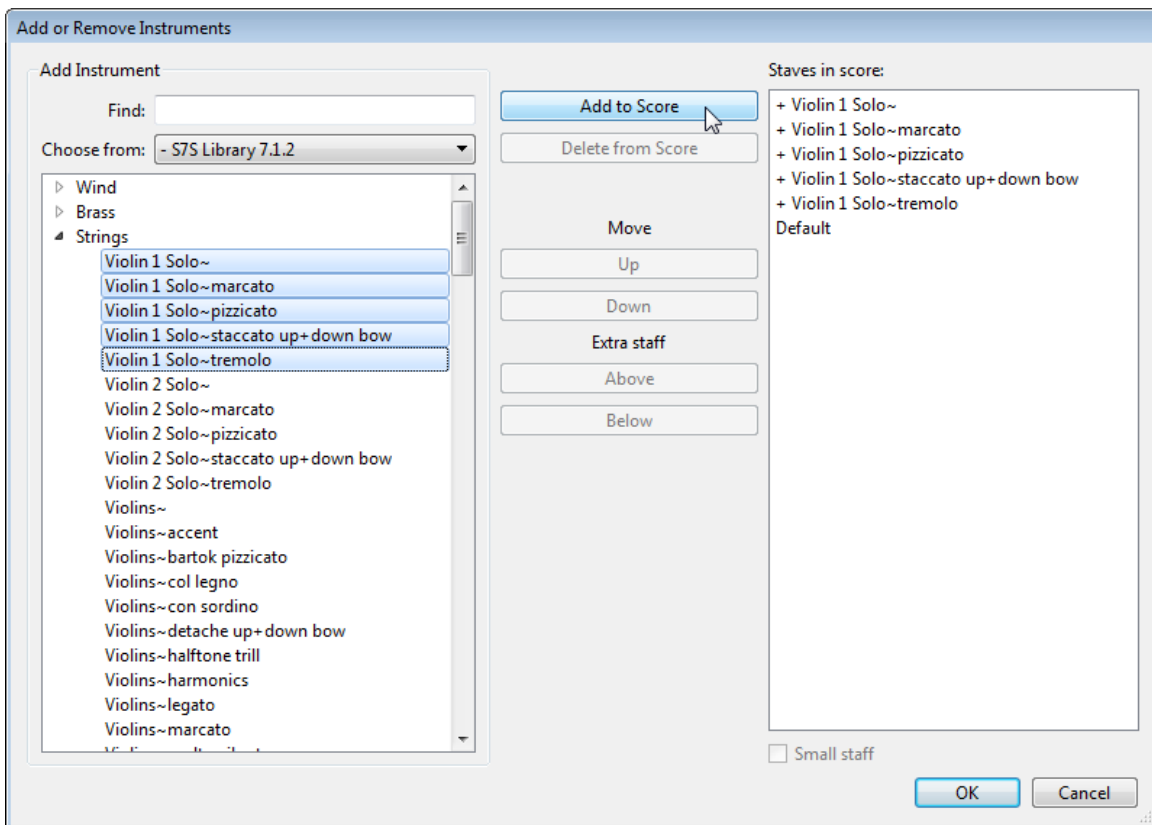 Add or Remove Instruments
Add Instrument
Find:
Choose from:
- S7S Library 7.1.2
Wind
Brass
Strings
Violin 1 Solo~
Violin 1 Solo~marcato
Violin 1 Solo~pizzicato
Violin 1 Solo~staccato up+down bow
Violin 1 Solo~tremolo
Violin 2 Solo~
Violin 2 Solo~marcato
Violin 2 Solo~pizzicato
Violin 2 Solo~staccato up+down bow
Violin 2 Solo~tremolo
Violins~
Violins~accent
Violins~bartok pizzicato
Violins~col legno
Violins~con sordino
Violins~detache up+down bow
Violins~halftone trill
Violins~harmonics
Violins~legato
Violins~marcato
Add to Score
Delete from Score
Move
Up
Down
Extra staff
Above
Below
Staves in score:
+ Violin 1 Solo~
+ Violin 1 Solo~marcato
+ Violin 1 Solo~pizzicato
+ Violin 1 Solo~staccato up+down bow
+ Violin 1 Solo~tremolo
Default
Small staff
OK
Cancel